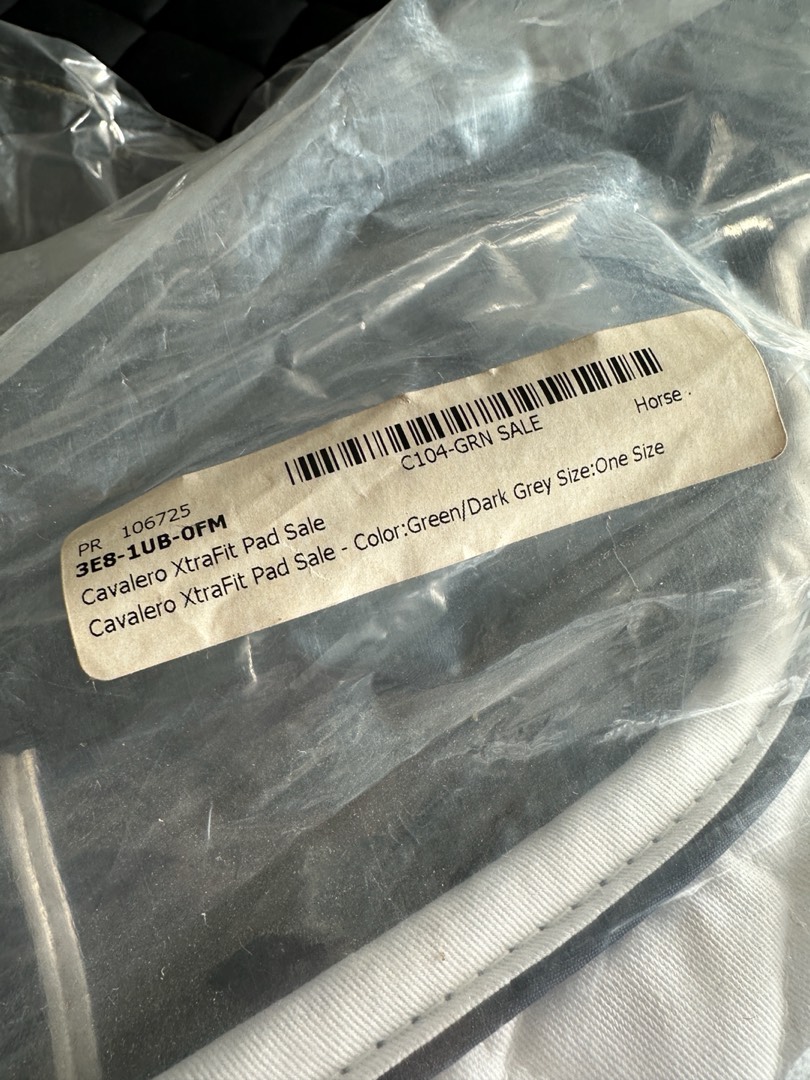 C104-GRN SALE
Horse .
PR 106725
3E8-1UB-0FM
Cavalero XtraFit Pad Sale
Cavalero XtraFit Pad Sale - Color:Green/Dark Grey Size:One Size